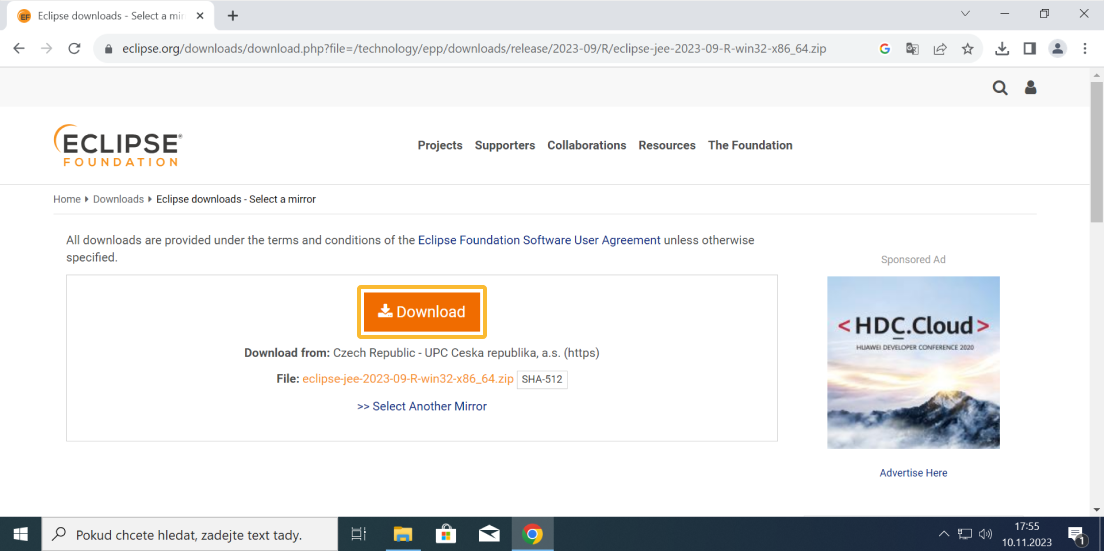 Eclipse downloads - Select a mir
eclipse.org/downloads/download.php?file=/technology/epp/downloads/release/2023-09/R/eclipse-jee-2023-09-R-win32-x86_64.zip
ECLIPSE
FOUNDATION
Projects Supporters Collaborations Resources The Foundation
Home Downloads Eclipse downloads - Select a mirror
All downloads are provided under the terms and conditions of the Eclipse Foundation Software User Agreement unless otherwise
specified.
Download
Download from: Czech Republic - UPC Ceska republika, a.s. (https)
File: eclipse-jee-2023-09-R-win32-x86_64.zip SHA-512
>> Select Another Mirror
Sponsored Ad
<HDC.Cloud>
HUAWEI DEVELOPER CONFERENCE 2020
Advertise Here
Pokud chcete hledat, zadejte text tady.
17:55
10.11.2023
1